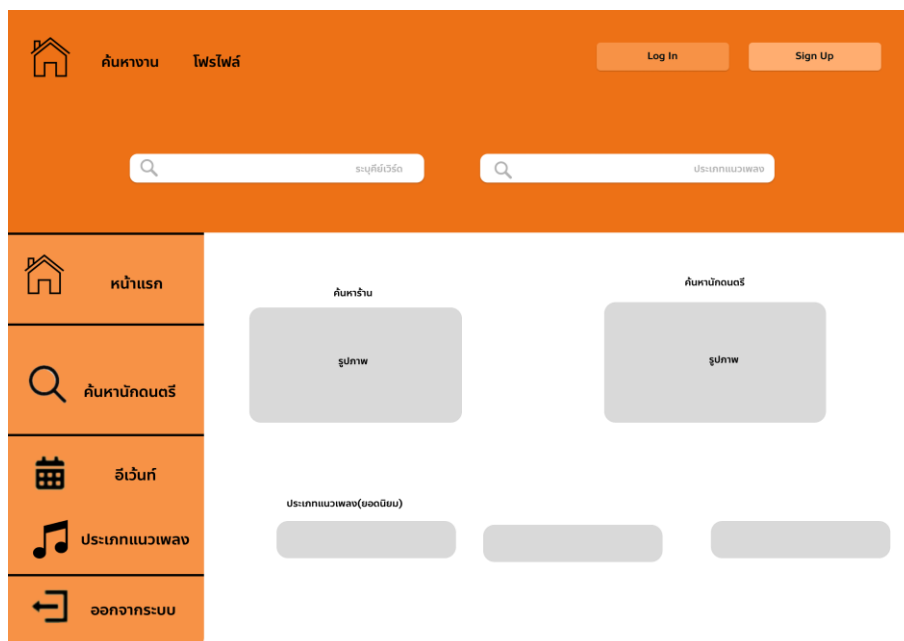 ค้นหางาน โฟรไฟล์ Log In Sign Up
ระบุคีย์เวิร์ด ประเภทแนวเพลง
หน้าแรก
ค้นหานักดนตรี
อีเว้นท์
ประเภทแนวเพลง
ออกจากระบบ
ค้นหาร้าน
รูปภาพ
ค้นหานักดนตรี
รูปภาพ
ประเภทแนวเพลง(ยอดนิยม)